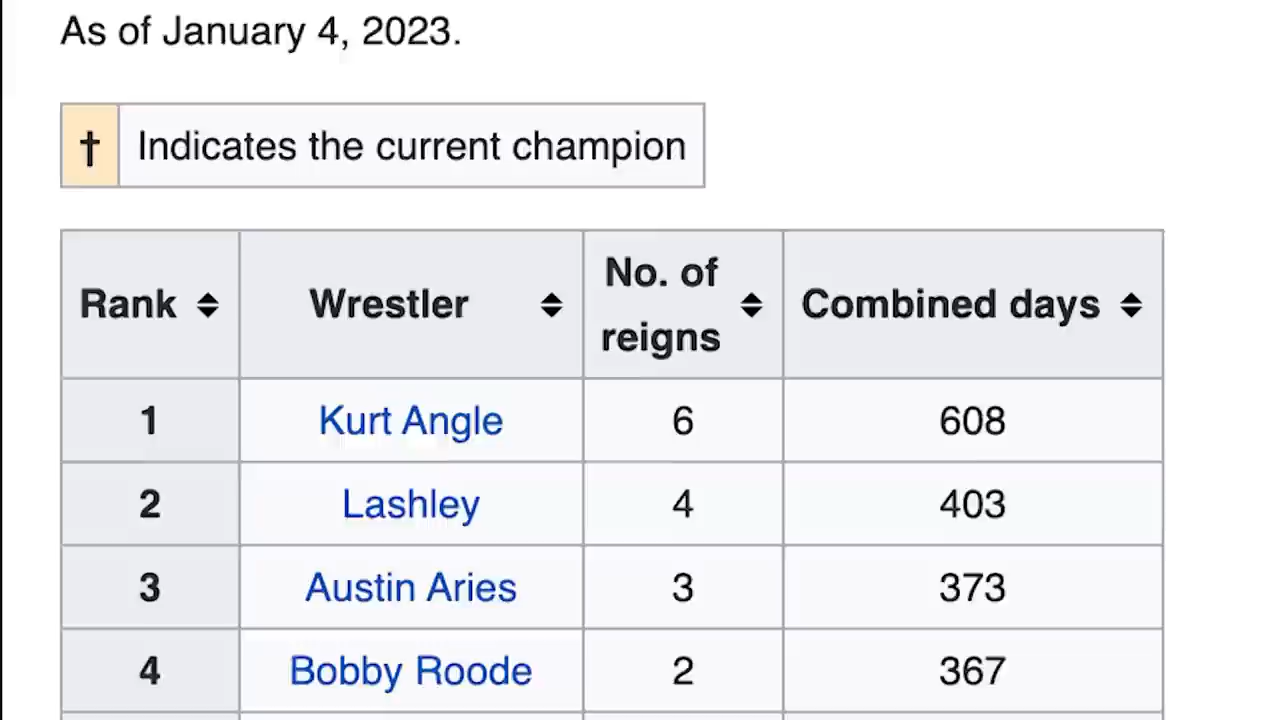 As of January 4, 2023.
† Indicates the current champion
Rank Wrestler No. of reigns Combined days
1 Kurt Angle 6 608
2 Lashley 4 403
3 Austin Aries 3 373
4 Bobby Roode 2 367